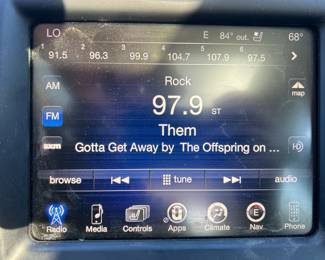 LO E 84° out. 68°
1 91.5 2 96.3 3 99.9 4 104.7 5 107.9 6 97.5
AM Rock map
FM 97.9 ST
Them
sxm Gotta Get Away by The Offspring on ... HD
browse tune audio
Radio Media Controls Apps E Climate Nav Phone